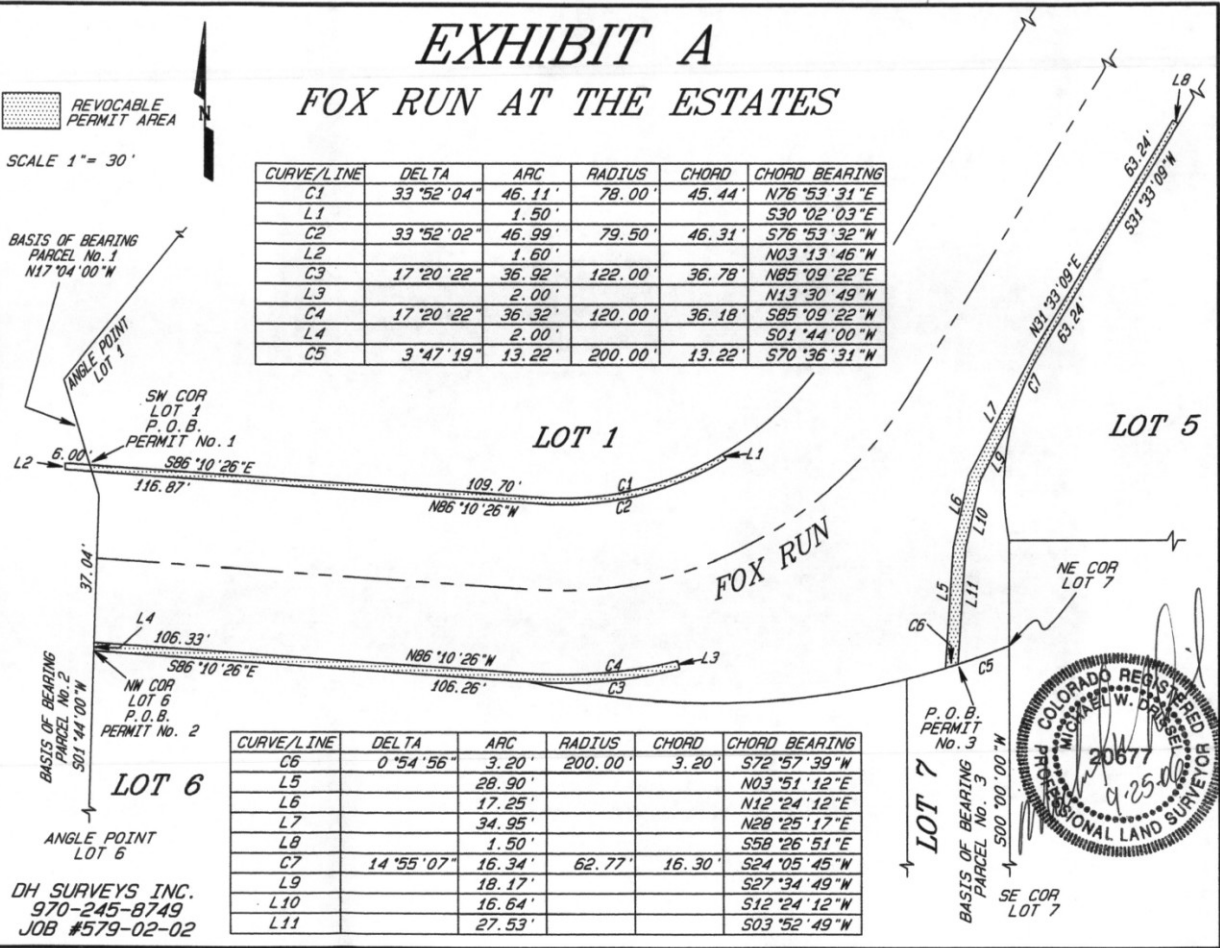 EXHIBIT A
FOX RUN AT THE ESTATES
REVOCABLE
PERMIT AREA
N
SCALE 1"= 30'
CURVE/LINE DELTA ARC RADIUS CHORD CHORD BEARING
C1 33°52'04" 46.11' 78.00' 45.44' N76°53'31"E
L1 1.50' S30°02'03"E
C2 33°52'02" 46.99' 79.50' 46.31' S76°53'32"W
L2 1.60' N03°13'46"W
C3 17°20'22" 36.92' 122.00' 36.78' N85°09'22"E
L3 2.00' N13°30'49"W
C4 17°20'22" 36.32' 120.00' 36.18' S85°09'22"W
L4 2.00' S01°44'00"W
C5 3°47'19" 13.22' 200.00' 13.22' S70°36'31"W
BASIS OF BEARING
PARCEL No. 1
N17°04'00"W
ANGLE POINT
LOT 1
SW COR
LOT 1
P.O.B.
PERMIT No. 1
L2
6.00'
S86°10'26"E
116.87'
109.70'
N86°10'26"W
C1
C2
L1
LOT 1
L8
63.24'
S31°33'09"W
N31°33'09"E
63.24'
C7
L7
L9
L6
L10
L5
L11
C6
C5
LOT 5
FOX RUN
NE COR
LOT 7
37.04'
L4
106.33'
S86°10'26"E
N86°10'26"W
106.26'
C4
C3
L3
NW COR
LOT 6
P.O.B.
PERMIT No. 2
BASIS OF BEARING
PARCEL No. 2
S01°44'00"W
LOT 6
ANGLE POINT
LOT 6
P.O.B.
PERMIT
No. 3
LOT 7
BASIS OF BEARING
PARCEL No. 3
S00°00'00"W
SE COR
LOT 7
COLORADO REGISTERED
MICHAEL W. DRISSEL
20677
9-25-06
PROFESSIONAL LAND SURVEYOR
CURVE/LINE DELTA ARC RADIUS CHORD CHORD BEARING
C6 0°54'56" 3.20' 200.00' 3.20' S72°57'39"W
L5 28.90' N03°51'12"E
L6 17.25' N12°24'12"E
L7 34.95' N28°25'17"E
L8 1.50' S58°26'51"E
C7 14°55'07" 16.34' 62.77' 16.30' S24°05'45"W
L9 18.17' S27°34'49"W
L10 16.64' S12°24'12"W
L11 27.53' S03°52'49"W
DH SURVEYS INC.
970-245-8749
JOB #579-02-02